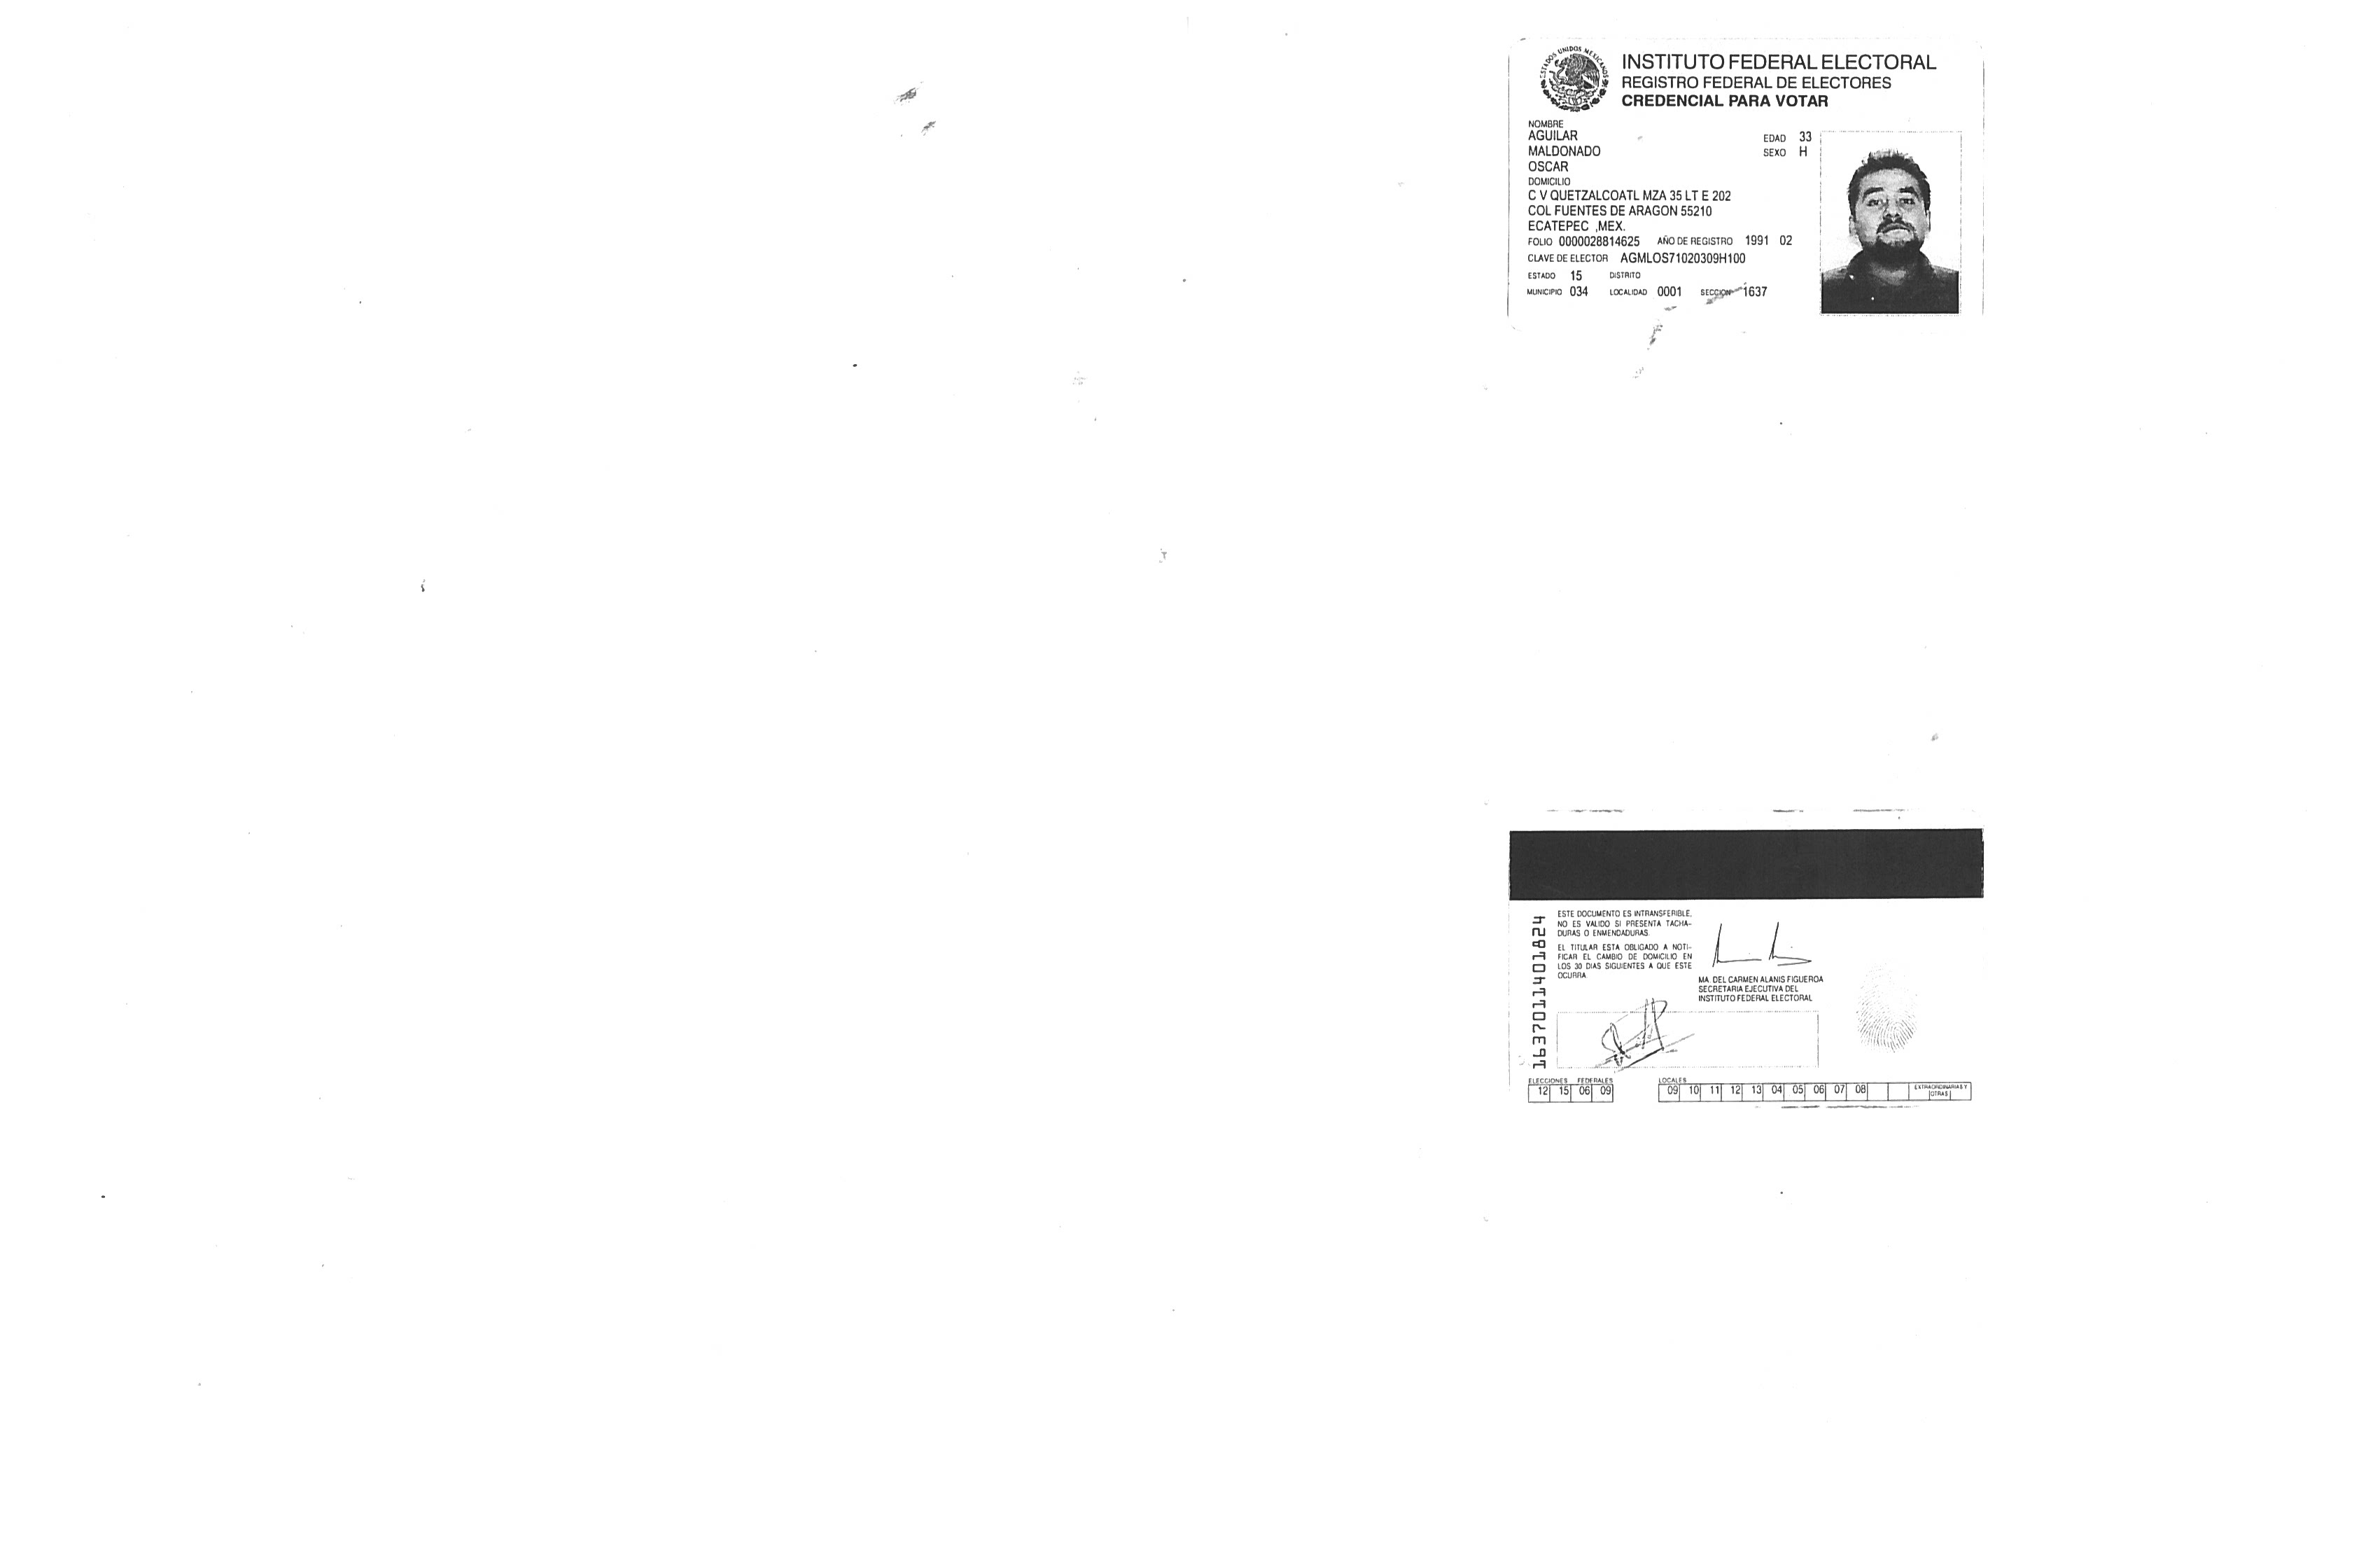 ESTADOS UNIDOS MEXICANOS
INSTITUTO FEDERAL ELECTORAL
REGISTRO FEDERAL DE ELECTORES
CREDENCIAL PARA VOTAR
NOMBRE
AGUILAR
MALDONADO
OSCAR
EDAD 33
SEXO H
DOMICILIO
C V QUETZALCOATL MZA 35 LT E 202
COL FUENTES DE ARAGON 55210
ECATEPEC ,MEX.
FOLIO 0000028814625 AÑO DE REGISTRO 1991 02
CLAVE DE ELECTOR AGMLOS71020309H100
ESTADO 15 DISTRITO
MUNICIPIO 034 LOCALIDAD 0001 SECCION 1637
1637011401824
ESTE DOCUMENTO ES INTRANSFERIBLE,
NO ES VALIDO SI PRESENTA TACHA-
DURAS O ENMENDADURAS.
EL TITULAR ESTA OBLIGADO A NOTI-
FICAR EL CAMBIO DE DOMICILIO EN
LOS 30 DIAS SIGUIENTES A QUE ESTE
OCURRA
MA DEL CARMEN ALANIS FIGUEROA
SECRETARIA EJECUTIVA DEL
INSTITUTO FEDERAL ELECTORAL
ELECCIONES FEDERALES
12 15 06 09
LOCALES
09 10 11 12 13 04 05 06 07 08
EXTRAORDINARIAS Y
OTRAS